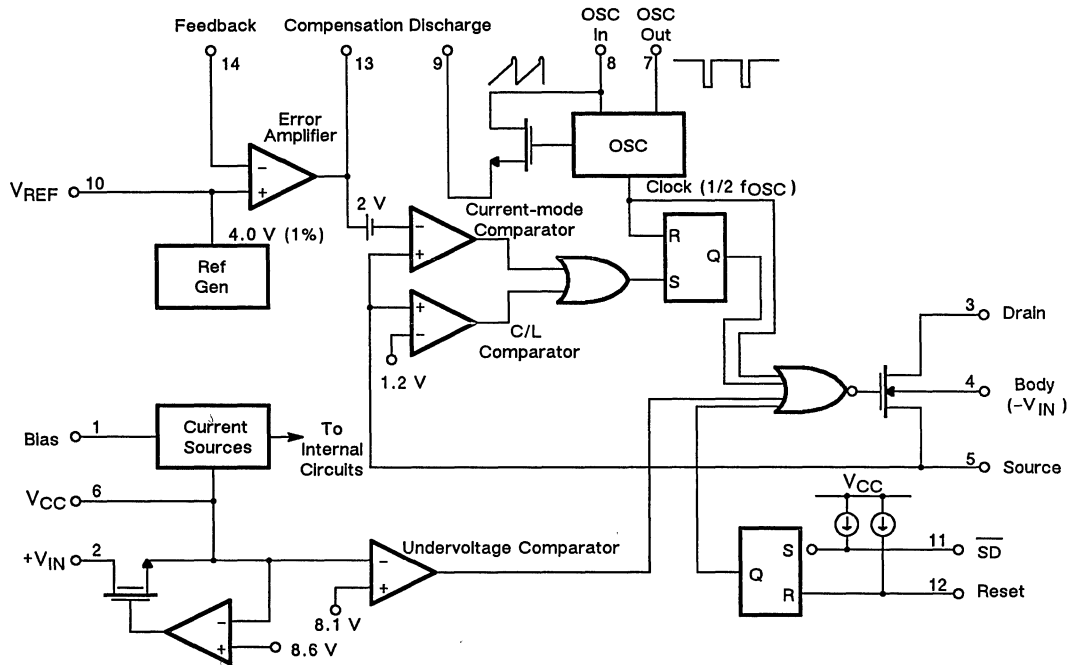 Feedback
Compensation Discharge
OSC
In
OSC
Out
14
13
9
8
7
Error
Amplifier
−
+
OSC
VREF
10
Clock (1/2 fOSC)
2 V
Current-mode
Comparator
−
+
R
Q
S
4.0 V (1%)
Ref
Gen
+
−
C/L
Comparator
1.2 V
3
Drain
4
Body
(-VIN)
5
Source
Bias
1
Current
Sources
To
Internal
Circuits
VCC
6
VCC
+VIN
2
Undervoltage Comparator
−
+
8.1 V
S
Q
R
11
SD
12
Reset
−
+
8.6 V